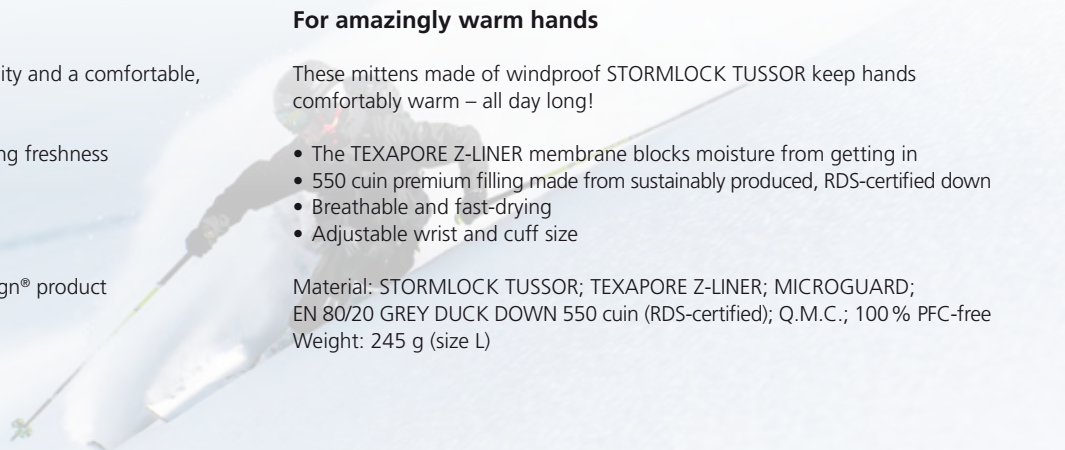 ity and a comfortable,
ng freshness
gn® product
For amazingly warm hands
These mittens made of windproof STORMLOCK TUSSOR keep hands
comfortably warm – all day long!
• The TEXAPORE Z-LINER membrane blocks moisture from getting in
• 550 cuin premium filling made from sustainably produced, RDS-certified down
• Breathable and fast-drying
• Adjustable wrist and cuff size
Material: STORMLOCK TUSSOR; TEXAPORE Z-LINER; MICROGUARD;
EN 80/20 GREY DUCK DOWN 550 cuin (RDS-certified); Q.M.C.; 100 % PFC-free
Weight: 245 g (size L)